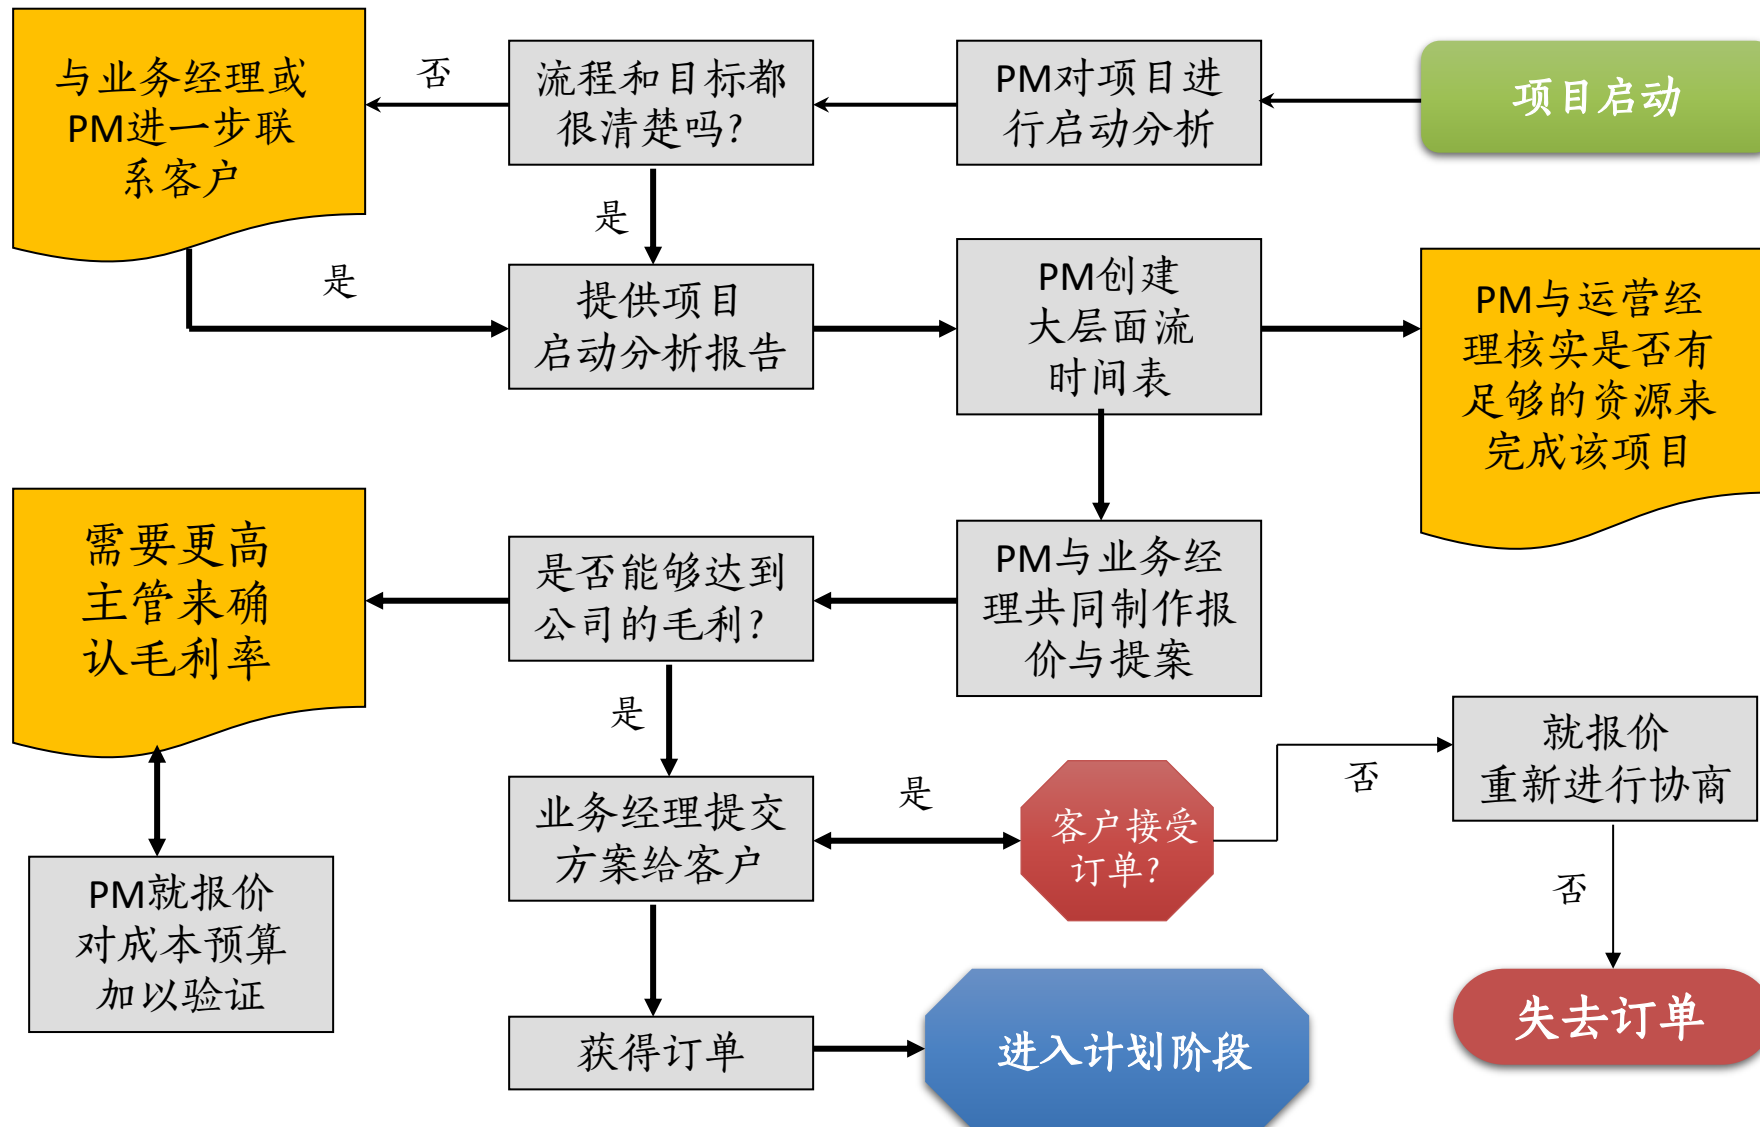 与业务经理或
PM进一步联
系客户
否
流程和目标都
很清楚吗?
PM对项目进
行启动分析
项目启动
是
是
提供项目
启动分析报告
PM创建
大层面流
时间表
PM与运营经
理核实是否有
足够的资源来
完成该项目
需要更高
主管来确
认毛利率
是否能够达到
公司的毛利?
PM与业务经
理共同制作报
价与提案
是
就报价
重新进行协商
否
业务经理提交
方案给客户
是
客户接受
订单?
PM就报价
对成本预算
加以验证
否
失去订单
获得订单
进入计划阶段